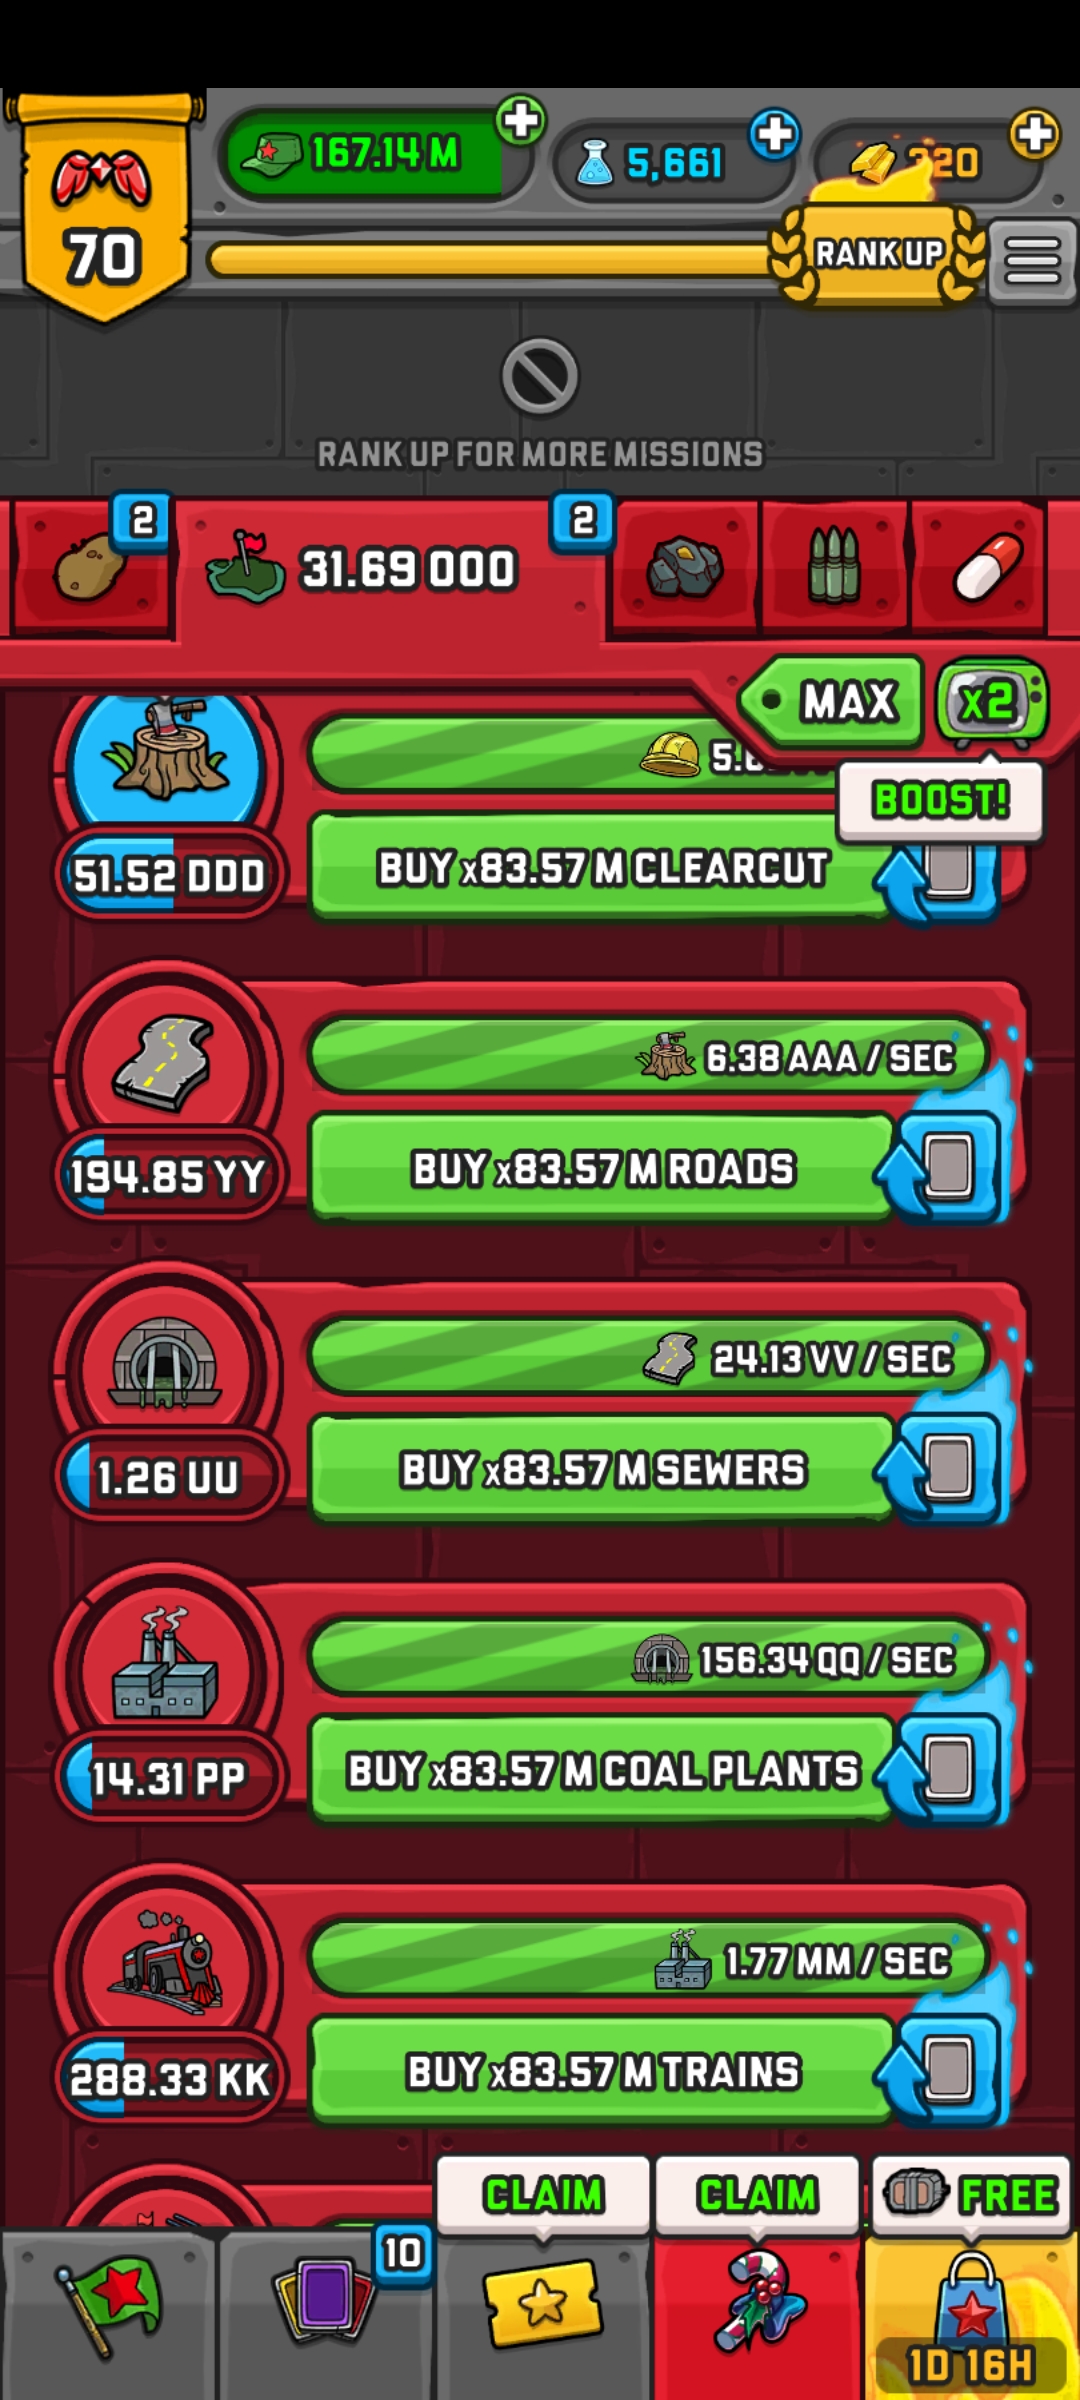 70
167.14 M
5,661
320
RANK UP
RANK UP FOR MORE MISSIONS
2
31.69 OOO
2
MAX
x2
BOOST!
51.52 DDD
BUY x83.57 M CLEARCUT
6.38 AAA / SEC
194.85 YY
BUY x83.57 M ROADS
24.13 VV / SEC
1.26 UU
BUY x83.57 M SEWERS
156.34 QQ / SEC
14.31 PP
BUY x83.57 M COAL PLANTS
1.77 MM / SEC
288.33 KK
BUY x83.57 M TRAINS
CLAIM
CLAIM
FREE
10
1D 16H